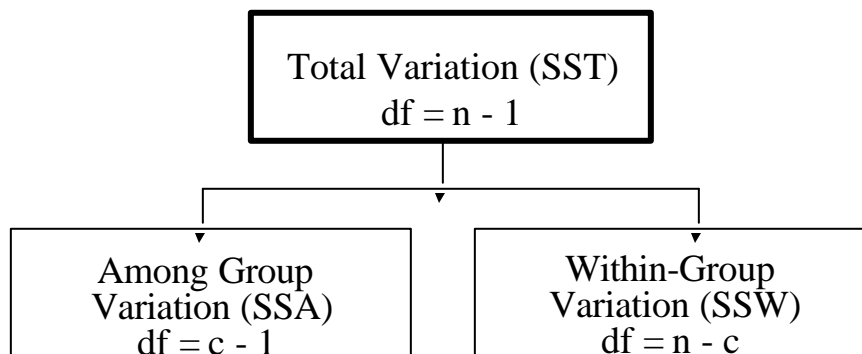 Total Variation (SST)
df = n - 1
Among Group
Variation (SSA)
df = c - 1
Within-Group
Variation (SSW)
df = n - c